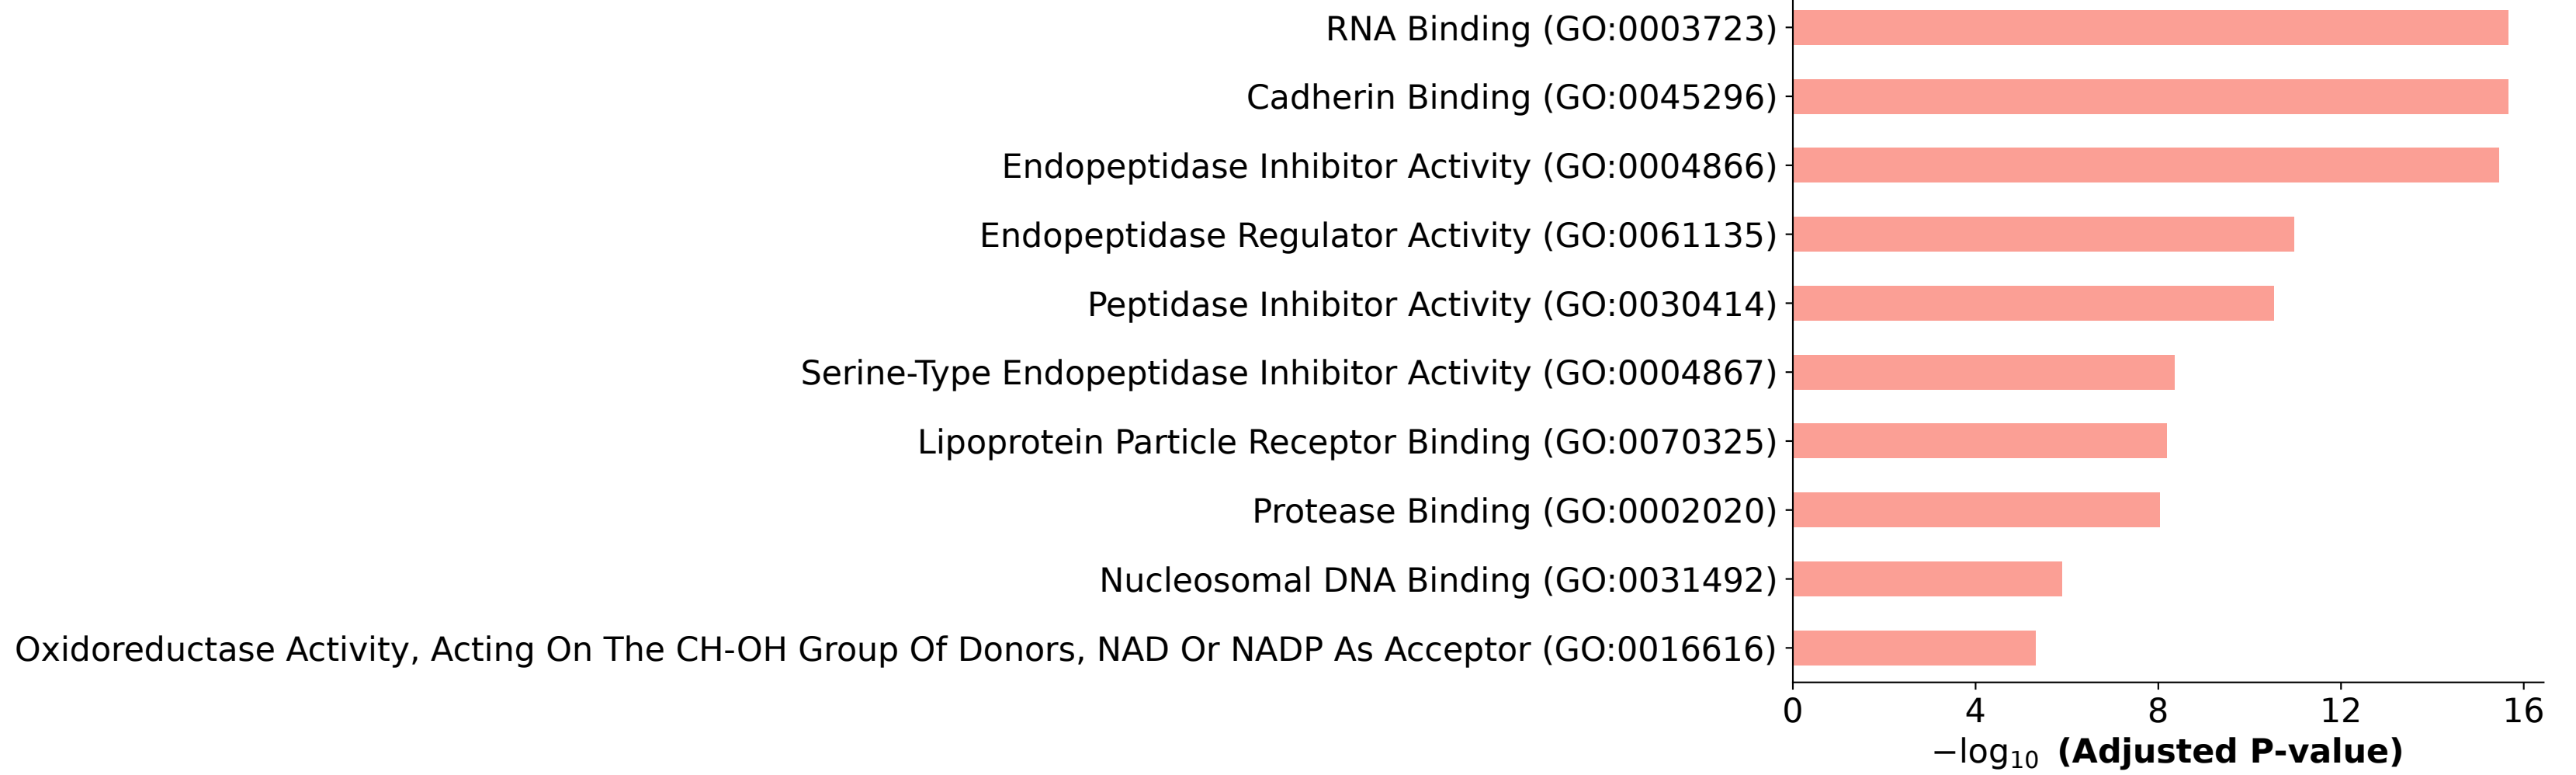 RNA Binding (GO:0003723)
Cadherin Binding (GO:0045296)
Endopeptidase Inhibitor Activity (GO:0004866)
Endopeptidase Regulator Activity (GO:0061135)
Peptidase Inhibitor Activity (GO:0030414)
Serine-Type Endopeptidase Inhibitor Activity (GO:0004867)
Lipoprotein Particle Receptor Binding (GO:0070325)
Protease Binding (GO:0002020)
Nucleosomal DNA Binding (GO:0031492)
Oxidoreductase Activity, Acting On The CH-OH Group Of Donors, NAD Or NADP As Acceptor (GO:0016616)
0 4 8 12 16
−log₁₀ (Adjusted P-value)